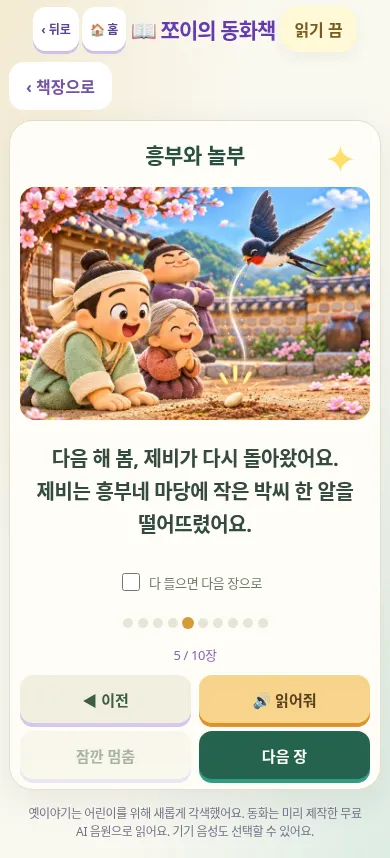 ‹ 뒤로 🏠 홈 📖 쪼이의 동화책 읽기 끔
‹ 책장으로
흥부와 놀부
다음 해 봄, 제비가 다시 돌아왔어요.
제비는 흥부네 마당에 작은 박씨 한 알을
떨어뜨렸어요.
다 들으면 다음 장으로
5 / 10장
◀ 이전 🔊 읽어줘
잠깐 멈춤 다음 장
옛이야기는 어린이를 위해 새롭게 각색했어요. 동화는 미리 제작한 무료
AI 음원으로 읽어요. 기기 음성도 선택할 수 있어요.